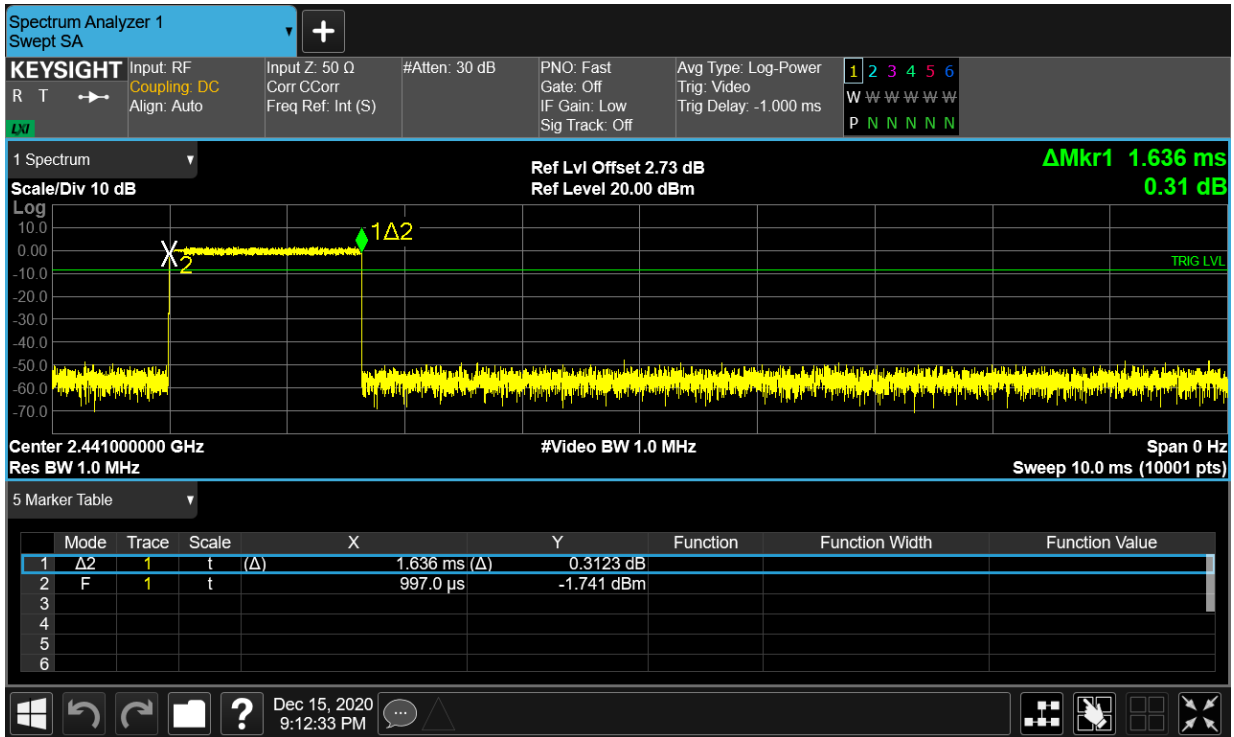 Spectrum Analyzer 1
Swept SA
KEYSIGHT
R T
LXI
Input: RF
Coupling: DC
Align: Auto
Input Z: 50 Ω
Corr CCorr
Freq Ref: Int (S)
#Atten: 30 dB
PNO: Fast
Gate: Off
IF Gain: Low
Sig Track: Off
Avg Type: Log-Power
Trig: Video
Trig Delay: -1.000 ms
1 2 3 4 5 6
W W W W W W
P N N N N N
1 Spectrum
Scale/Div 10 dB
Ref Lvl Offset 2.73 dB
Ref Level 20.00 dBm
ΔMkr1 1.636 ms
0.31 dB
Log
10.0
0.00
-10.0
-20.0
-30.0
-40.0
-50.0
-60.0
-70.0
1Δ2
2
TRIG LVL
Center 2.441000000 GHz
#Video BW 1.0 MHz
Span 0 Hz
Res BW 1.0 MHz
Sweep 10.0 ms (10001 pts)
5 Marker Table
Mode Trace Scale X Y Function Function Width Function Value
1 Δ2 1 t (Δ) 1.636 ms (Δ) 0.3123 dB
2 F 1 t 997.0 µs -1.741 dBm
3
4
5
6
?
Dec 15, 2020
9:12:33 PM